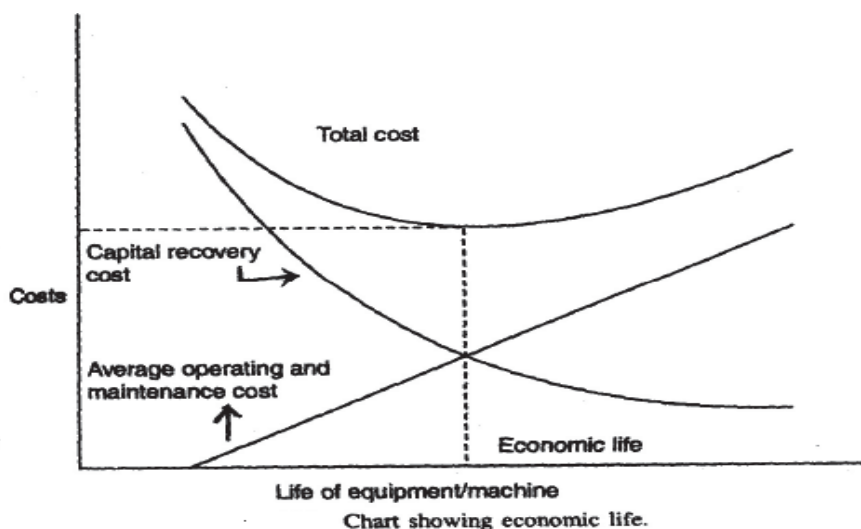 Total cost
Capital recovery
cost
Costs
Average operating and
maintenance cost
Economic life
Life of equipment/machine
Chart showing economic life.